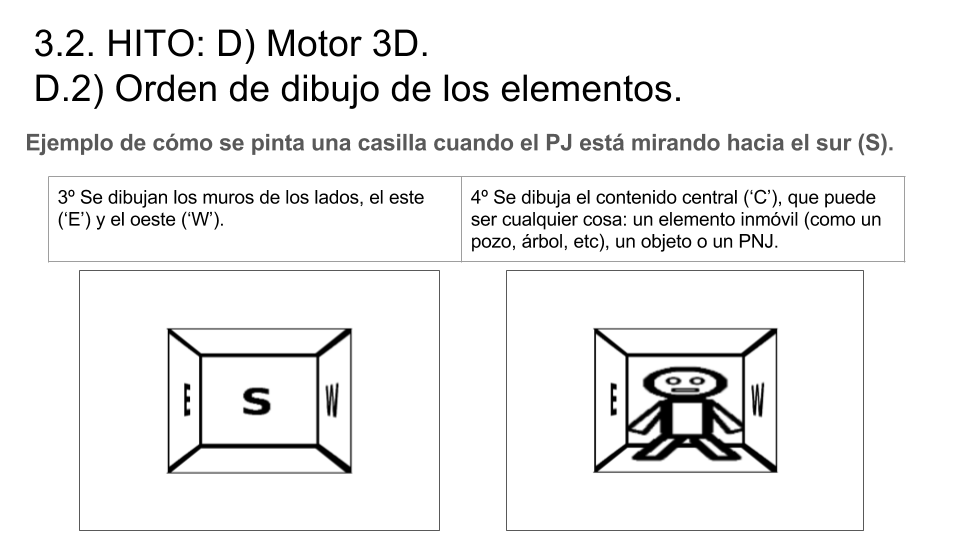 3.2. HITO: D) Motor 3D.
D.2) Orden de dibujo de los elementos.
Ejemplo de cómo se pinta una casilla cuando el PJ está mirando hacia el sur (S).
3º Se dibujan los muros de los lados, el este
(‘E’) y el oeste (‘W’).
4º Se dibuja el contenido central (‘C’), que puede
ser cualquier cosa: un elemento inmóvil (como un
pozo, árbol, etc), un objeto o un PNJ.
E S W
E W